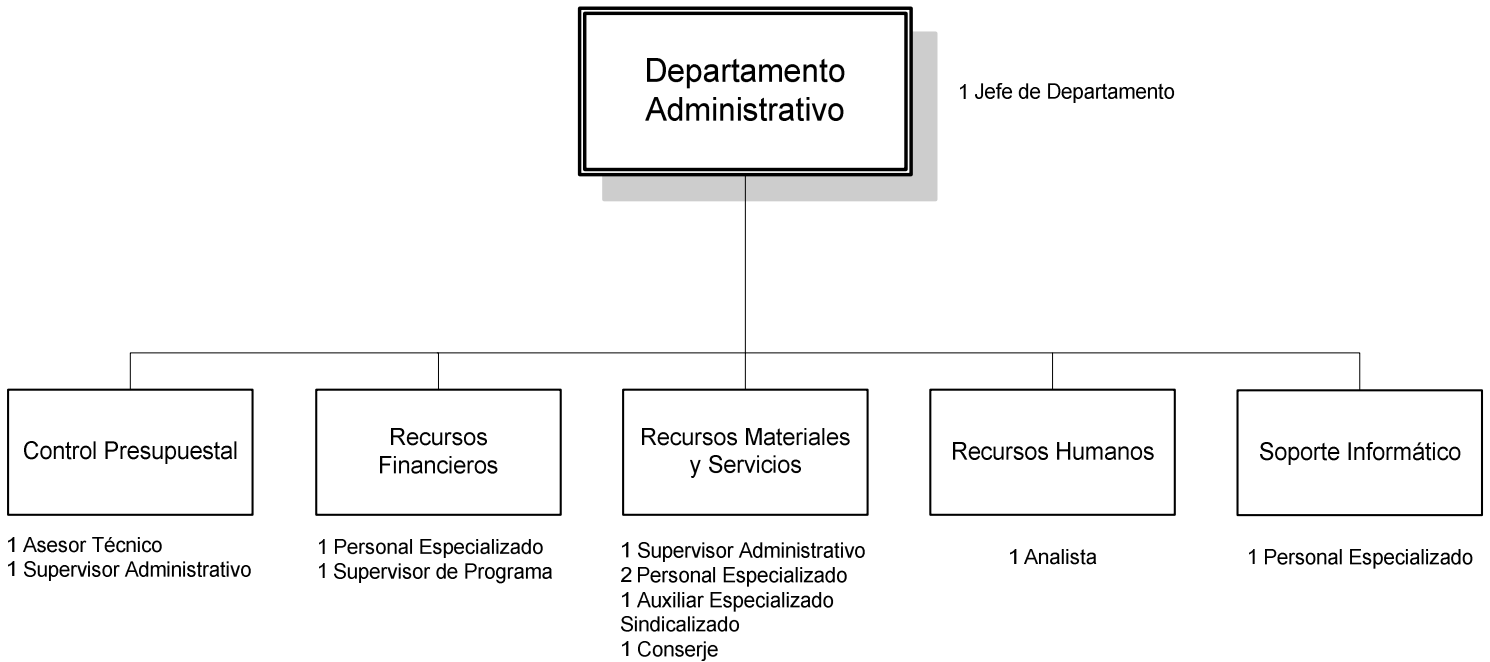 Departamento
Administrativo
1 Jefe de Departamento
Control Presupuestal
1 Asesor Técnico
1 Supervisor Administrativo
Recursos
Financieros
1 Personal Especializado
1 Supervisor de Programa
Recursos Materiales
y Servicios
1 Supervisor Administrativo
2 Personal Especializado
1 Auxiliar Especializado
Sindicalizado
1 Conserje
Recursos Humanos
1 Analista
Soporte Informático
1 Personal Especializado